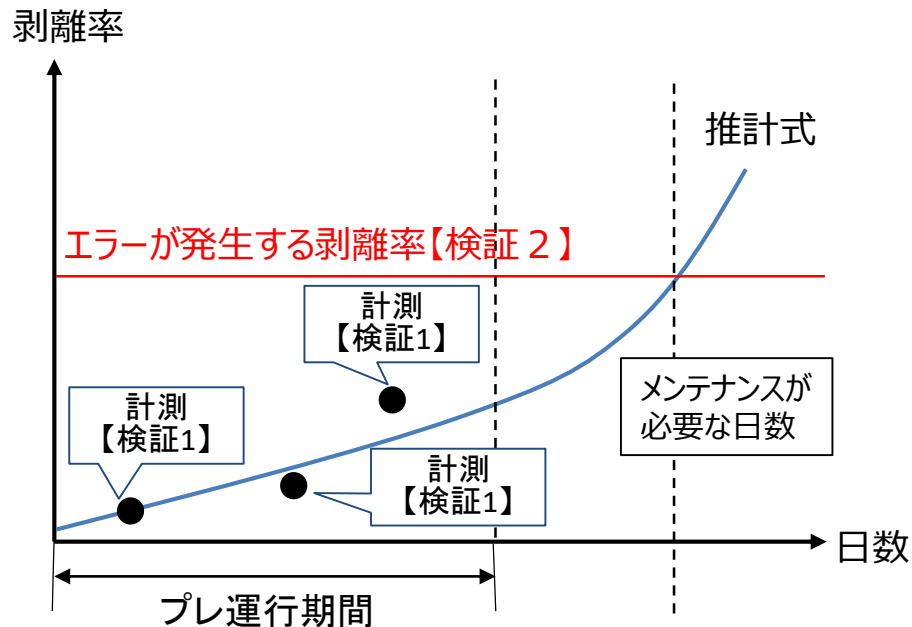 剥離率
推計式
エラーが発生する剥離率【検証２】
計測
【検証1】
計測
【検証1】
計測
【検証1】
メンテナンスが
必要な日数
日数
プレ運行期間